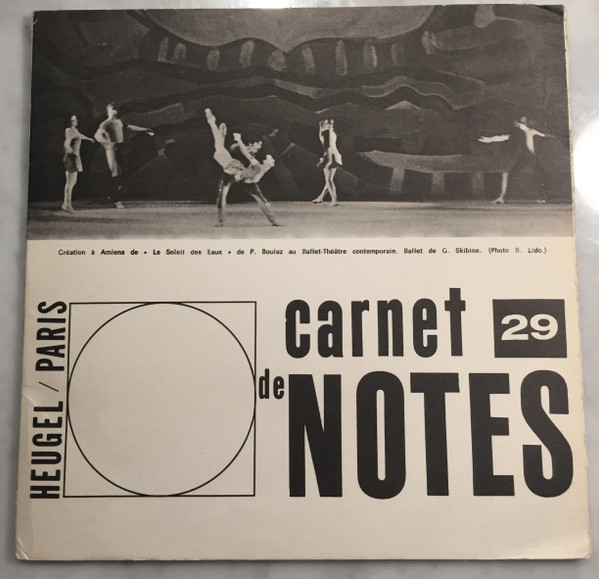 Création à Amiens de « Le Soleil des Eaux » de P. Boulez au Ballet-Théâtre contemporain. Ballet de G. Skibine. (Photo S. Lido.)
HEUGEL / PARIS
carnet 29
de NOTES